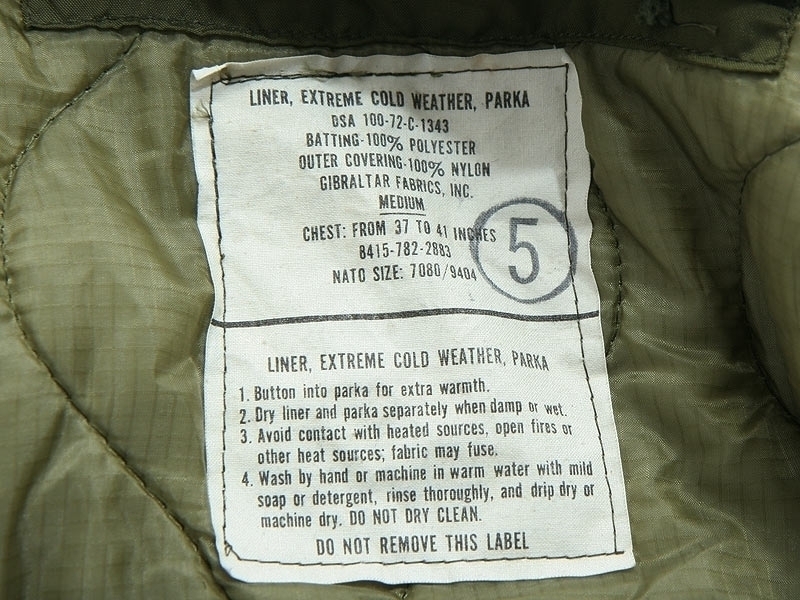 LINER, EXTREME COLD WEATHER, PARKA
DSA 100-72-C-1343
BATTING-100% POLYESTER
OUTER COVERING-100% NYLON
GIBRALTAR FABRICS, INC.
MEDIUM
CHEST: FROM 37 TO 41 INCHES
8415-782-2883
NATO SIZE: 7080/9404
5
LINER, EXTREME COLD WEATHER, PARKA
1. Button into parka for extra warmth.
2. Dry liner and parka separately when damp or wet.
3. Avoid contact with heated sources, open fires or
other heat sources; fabric may fuse.
4. Wash by hand or machine in warm water with mild
soap or detergent, rinse thoroughly, and drip dry or
machine dry. DO NOT DRY CLEAN.
DO NOT REMOVE THIS LABEL